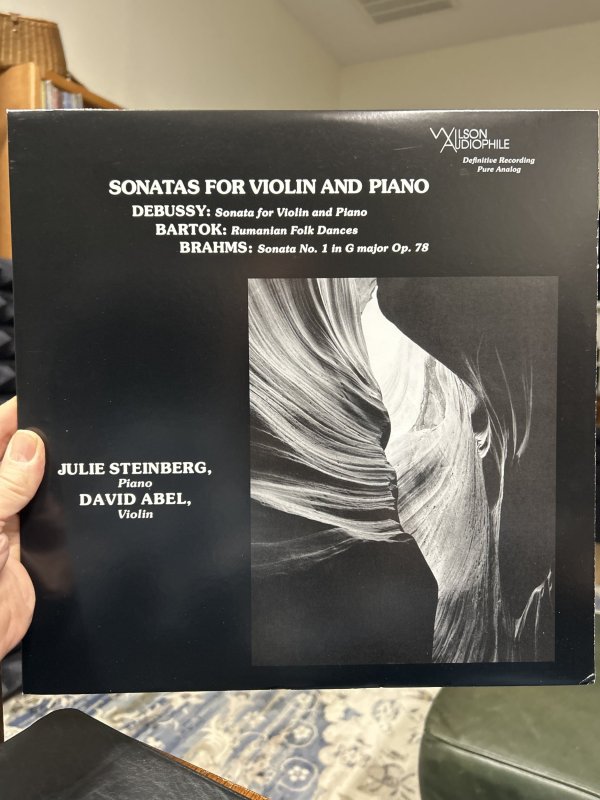 WILSON
AUDIOPHILE
Definitive Recording
Pure Analog
SONATAS FOR VIOLIN AND PIANO
DEBUSSY: Sonata for Violin and Piano
BARTOK: Rumanian Folk Dances
BRAHMS: Sonata No. 1 in G major Op. 78
JULIE STEINBERG,
Piano
DAVID ABEL,
Violin